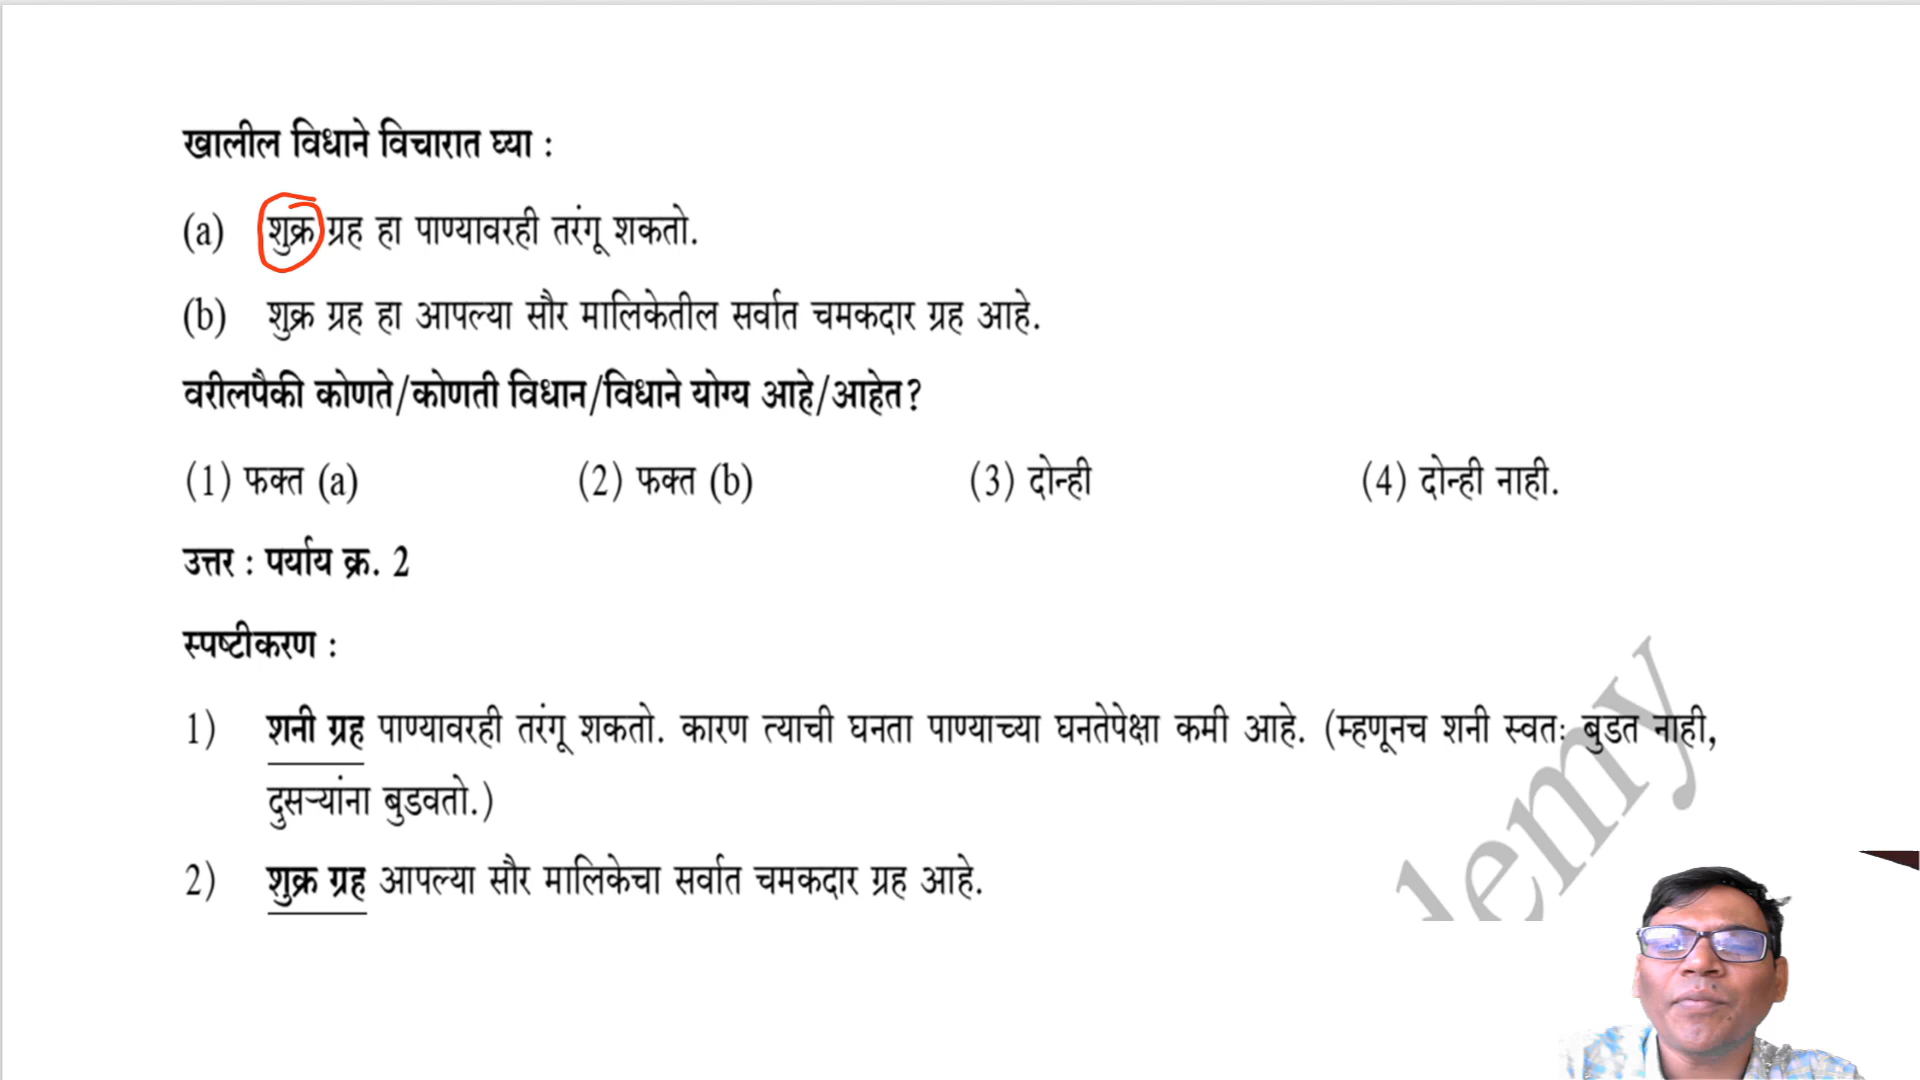 खालील विधाने विचारात घ्या :
(a) शुक्र ग्रह हा पाण्यावरही तरंगू शकतो.
(b) शुक्र ग्रह हा आपल्या सौर मालिकेतील सर्वात चमकदार ग्रह आहे.
वरीलपैकी कोणते/कोणती विधान/विधाने योग्य आहे/आहेत?
(1) फक्त (a) (2) फक्त (b) (3) दोन्ही (4) दोन्ही नाही.
उत्तर : पर्याय क्र. 2
स्पष्टीकरण :
1) शनी ग्रह पाण्यावरही तरंगू शकतो. कारण त्याची घनता पाण्याच्या घनतेपेक्षा कमी आहे. (म्हणूनच शनी स्वतः बुडत नाही,
दुसऱ्यांना बुडवतो.)
2) शुक्र ग्रह आपल्या सौर मालिकेचा सर्वात चमकदार ग्रह आहे.
demy